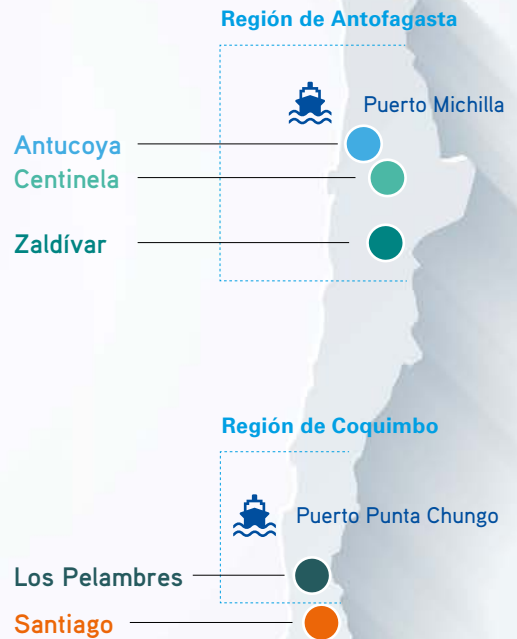 Región de Antofagasta
Puerto Michilla
Antucoya
Centinela
Zaldívar
Región de Coquimbo
Puerto Punta Chungo
Los Pelambres
Santiago